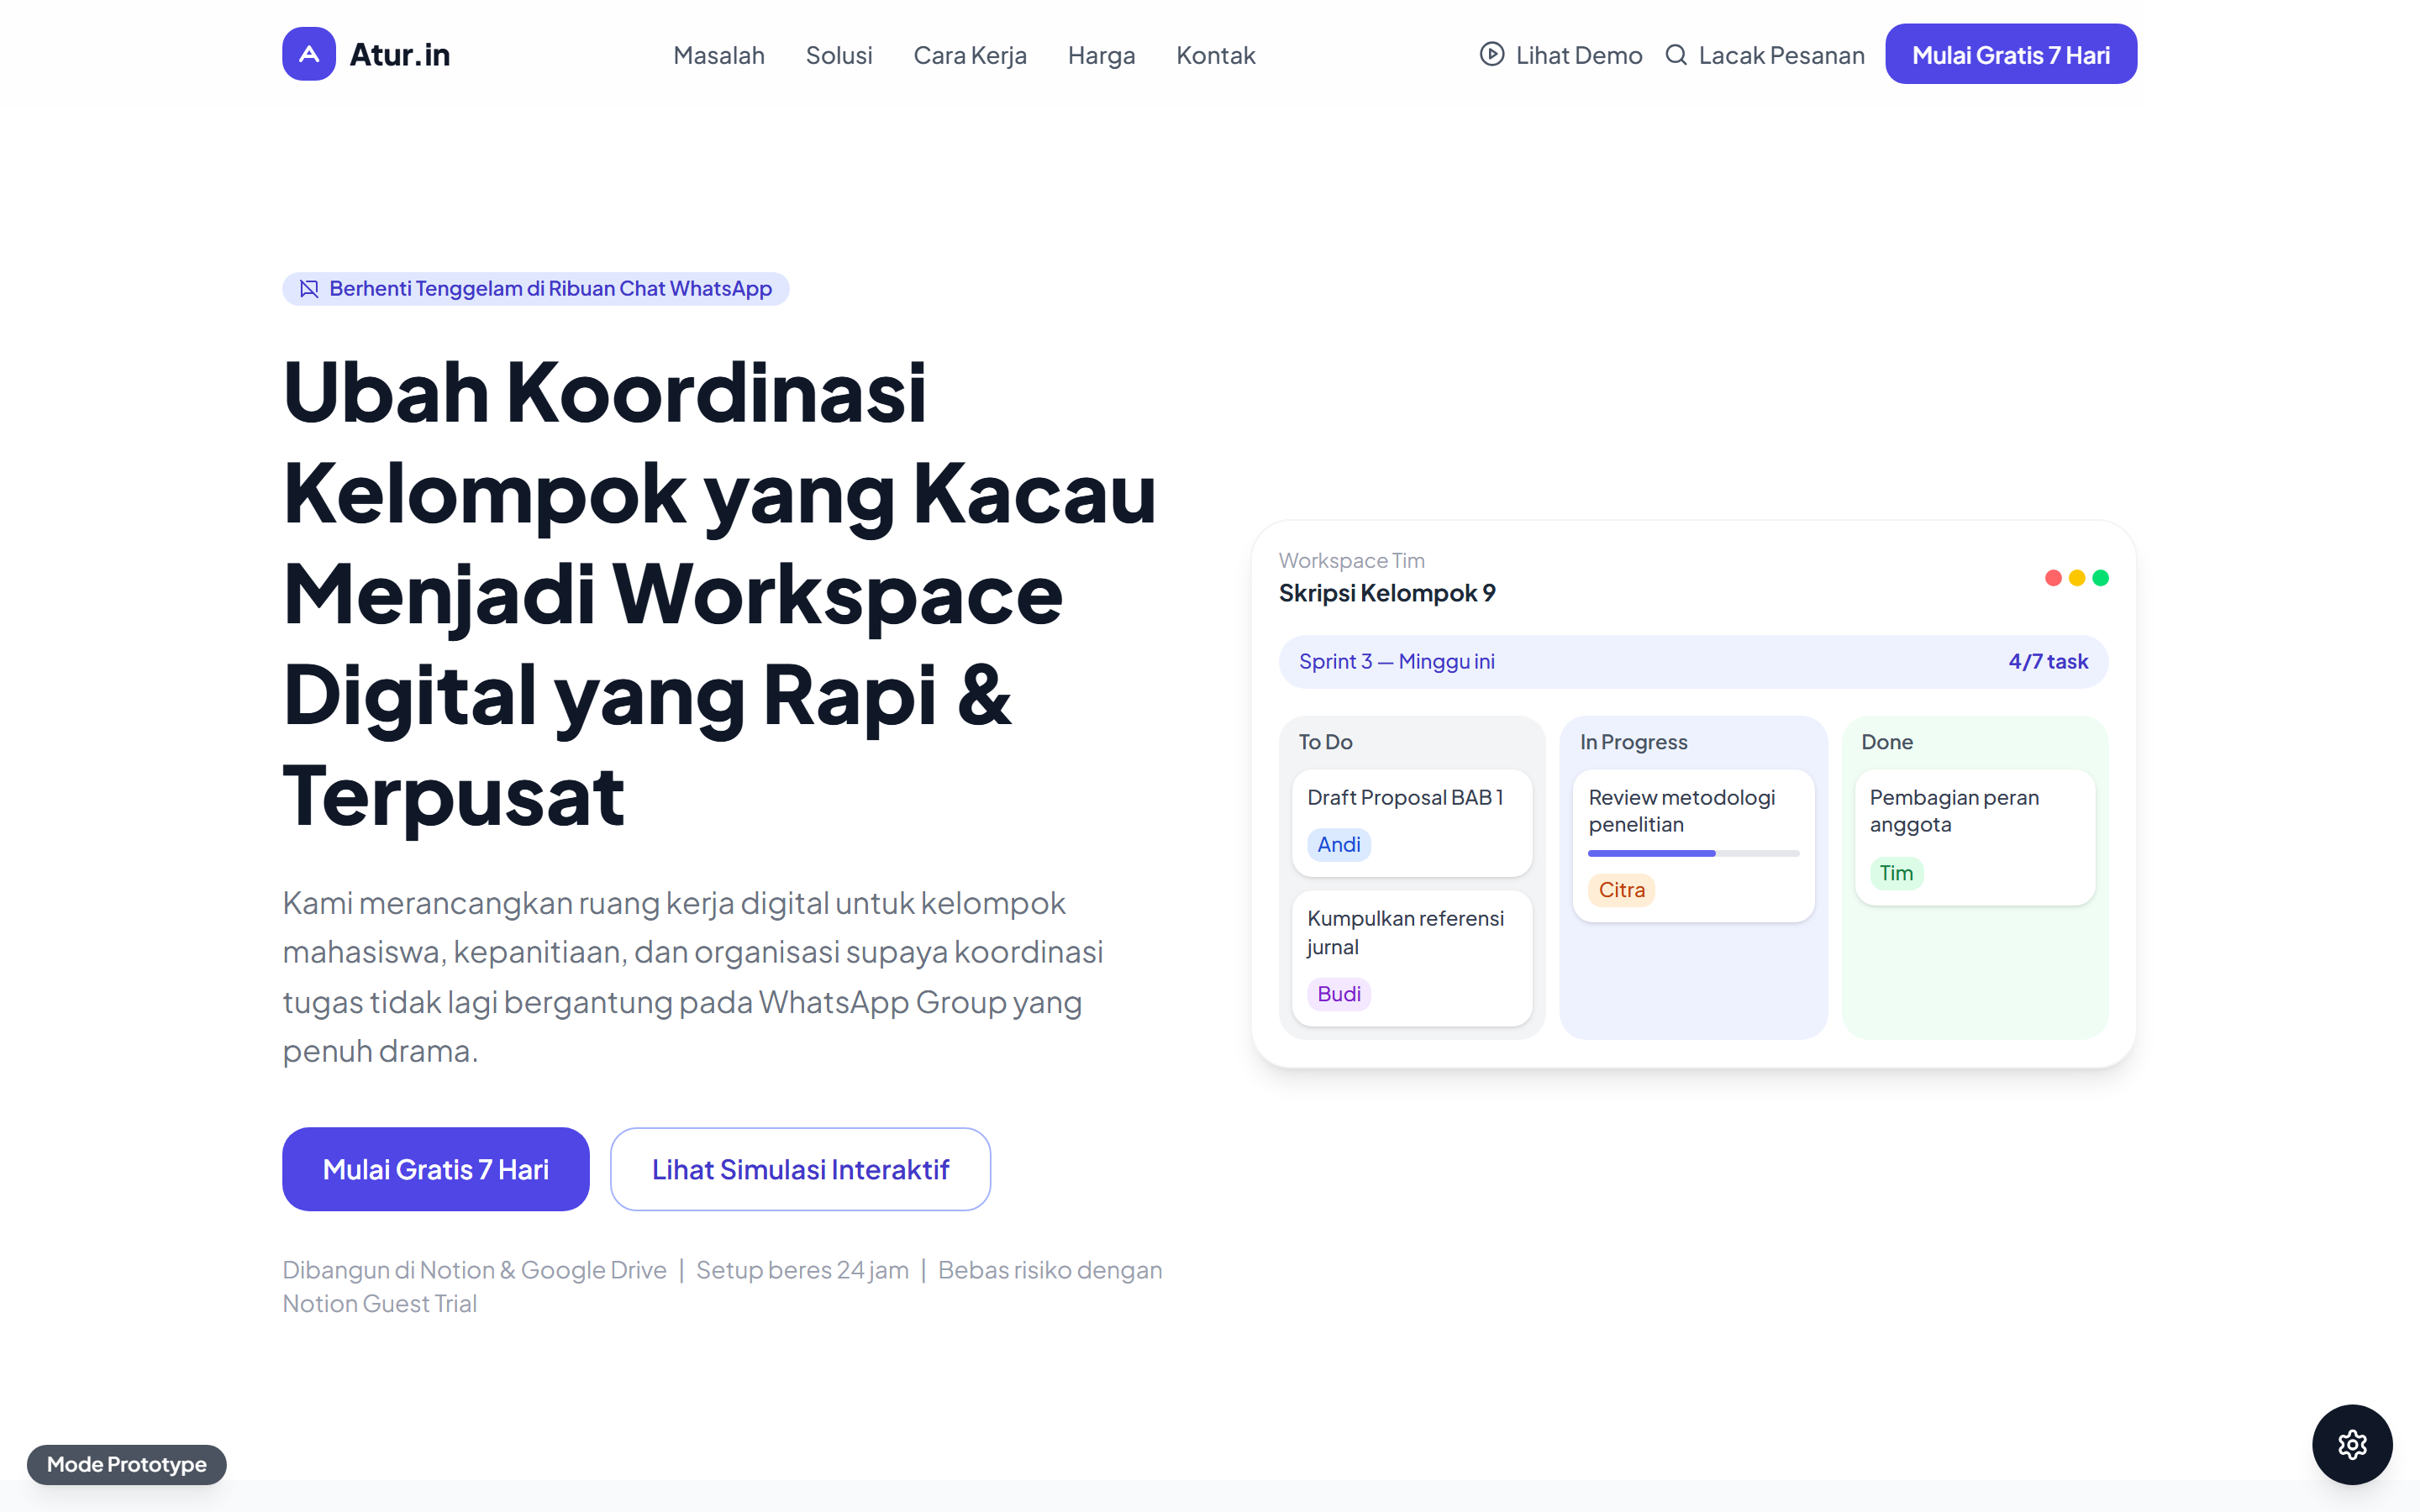 Atur.in
Masalah
Solusi
Cara Kerja
Harga
Kontak
Lihat Demo
Lacak Pesanan
Mulai Gratis 7 Hari
Berhenti Tenggelam di Ribuan Chat WhatsApp
Ubah Koordinasi
Kelompok yang Kacau
Menjadi Workspace
Digital yang Rapi &
Terpusat
Kami merancangkan ruang kerja digital untuk kelompok
mahasiswa, kepanitiaan, dan organisasi supaya koordinasi
tugas tidak lagi bergantung pada WhatsApp Group yang
penuh drama.
Mulai Gratis 7 Hari
Lihat Simulasi Interaktif
Dibangun di Notion & Google Drive | Setup beres 24 jam | Bebas risiko dengan
Notion Guest Trial
Workspace Tim
Skripsi Kelompok 9
Sprint 3 — Minggu ini
4/7 task
To Do
Draft Proposal BAB 1
Andi
Kumpulkan referensi
jurnal
Budi
In Progress
Review metodologi
penelitian
Citra
Done
Pembagian peran
anggota
Tim
Mode Prototype